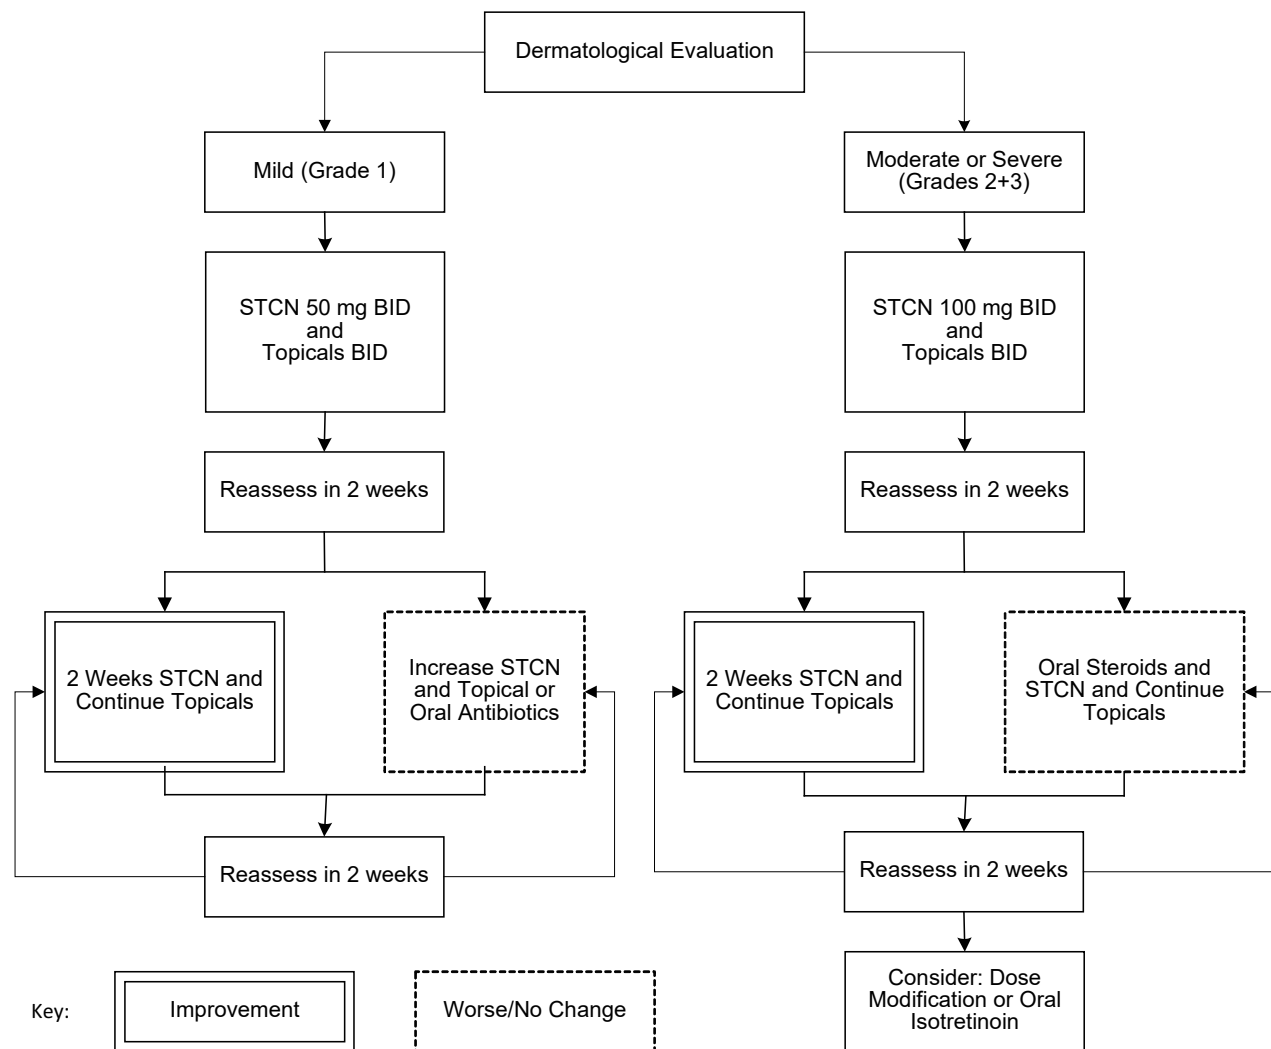 Dermatological Evaluation
Mild (Grade 1)
Moderate or Severe
(Grades 2+3)
STCN 50 mg BID
and
Topicals BID
STCN 100 mg BID
and
Topicals BID
Reassess in 2 weeks
Reassess in 2 weeks
2 Weeks STCN and
Continue Topicals
Increase STCN
and Topical or
Oral Antibiotics
2 Weeks STCN and
Continue Topicals
Oral Steroids and
STCN and Continue
Topicals
Reassess in 2 weeks
Reassess in 2 weeks
Key:
Improvement
Worse/No Change
Consider: Dose
Modification or Oral
Isotretinoin